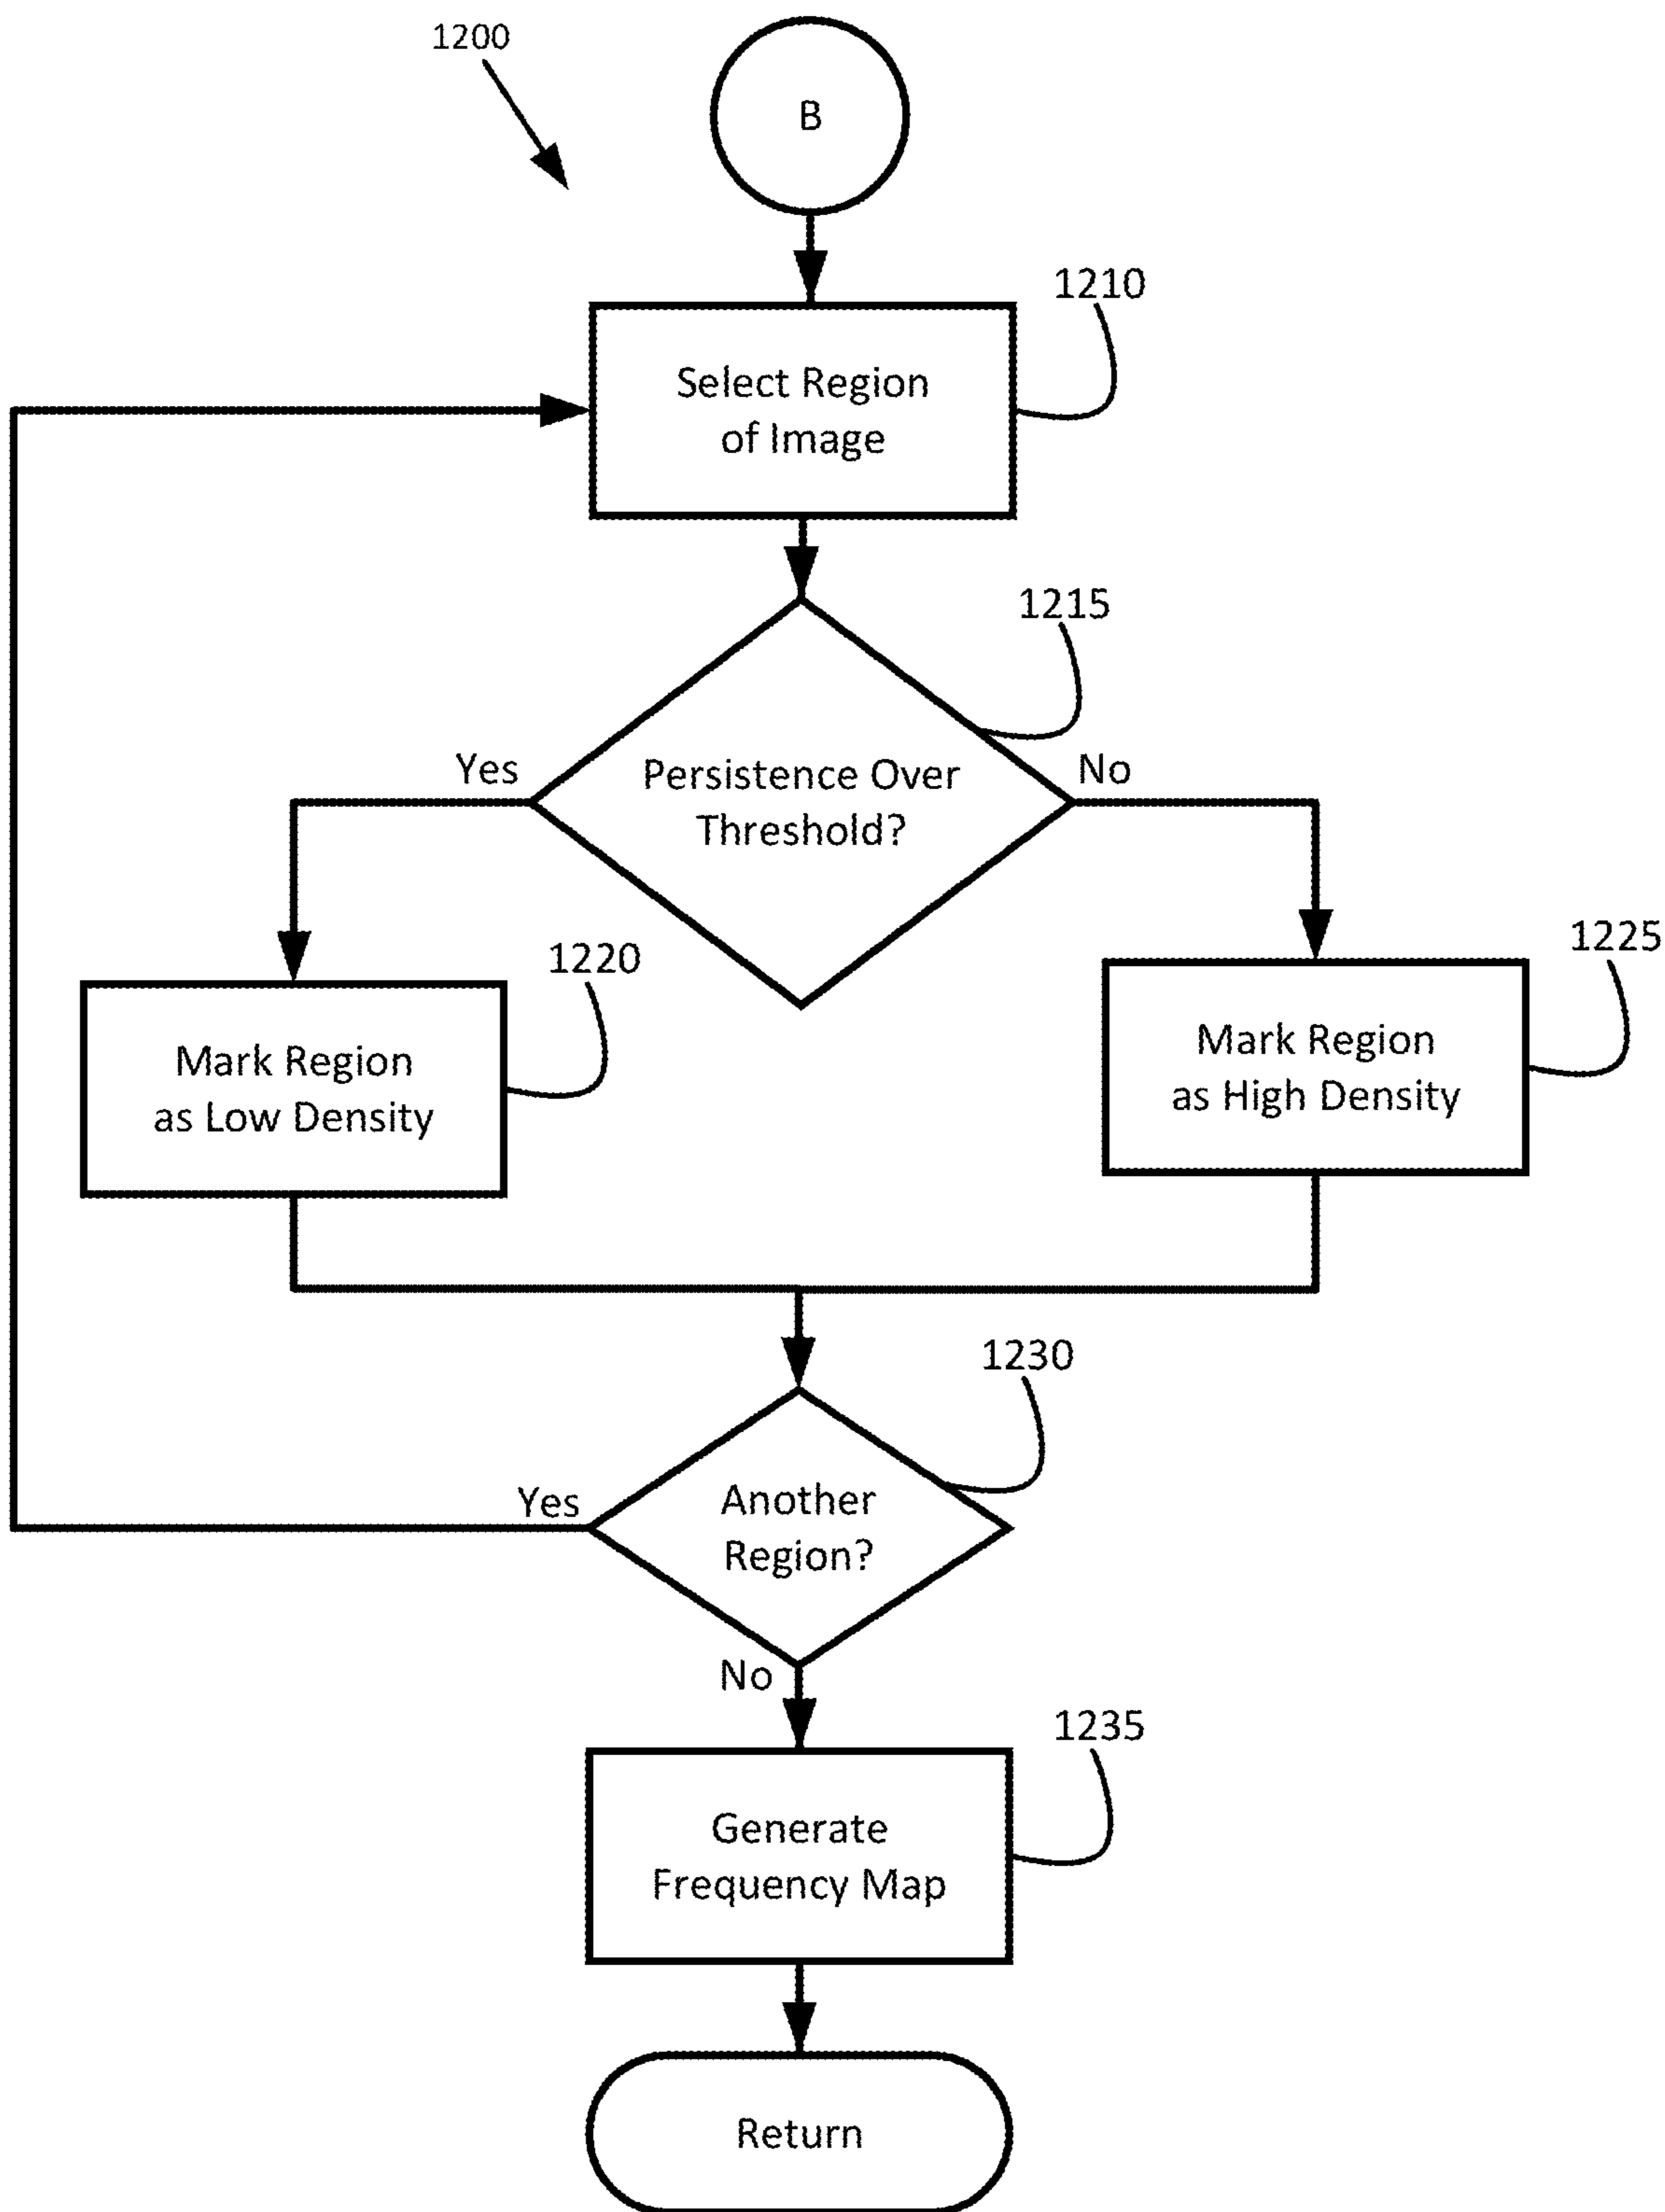 1200
B
1210
Select Region
of Image
1215
Yes
Persistence Over
Threshold?
No
1220
Mark Region
as Low Density
1225
Mark Region
as High Density
1230
Yes
Another
Region?
No
1235
Generate
Frequency Map
Return